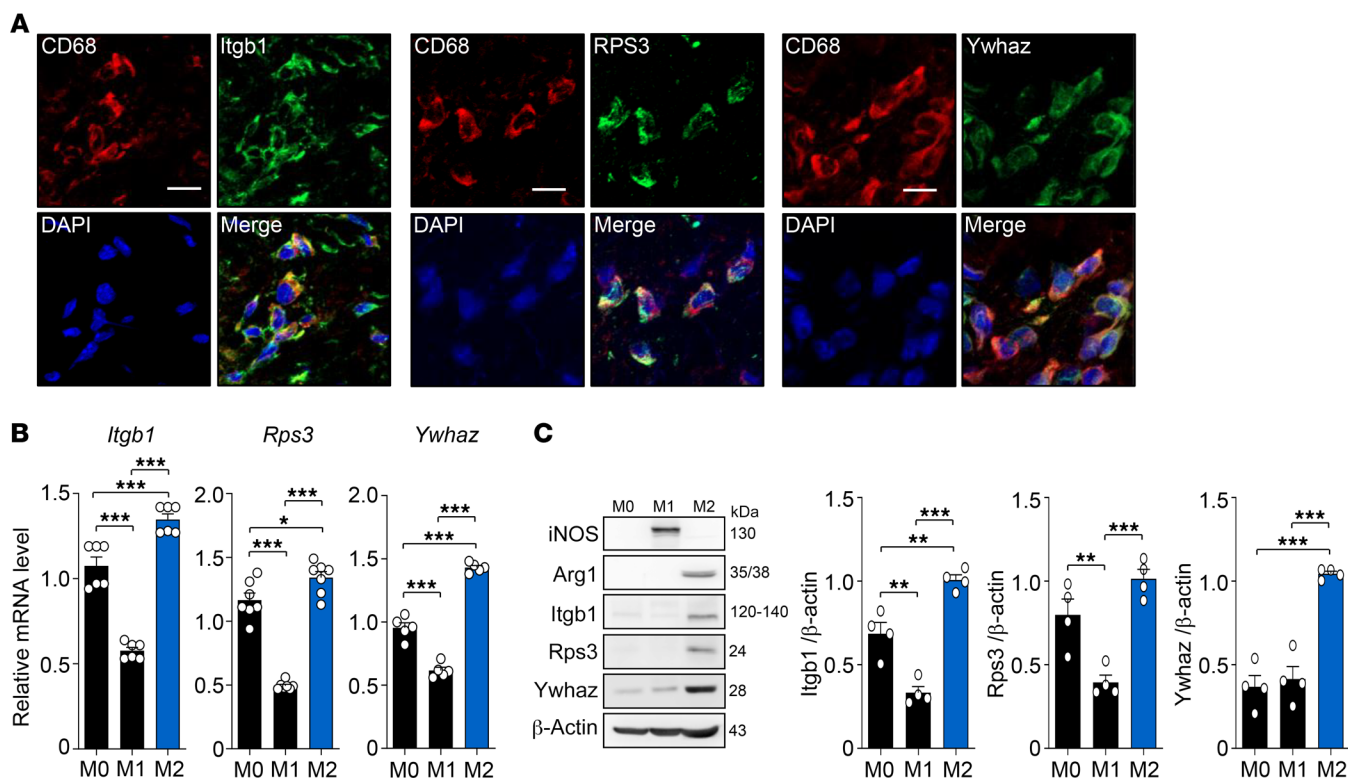 A
CD68 Itgb1 CD68 RPS3 CD68 Ywhaz
DAPI Merge DAPI Merge DAPI Merge
B
Itgb1 Rps3 Ywhaz
Relative mRNA level
*** *** ***
1.5
1.0
0.5
0
M0 M1 M2
*** * ***
2.0
1.5
1.0
0.5
0
M0 M1 M2
*** *** ***
2.0
1.5
1.0
0.5
0
M0 M1 M2
C
M0 M1 M2 kDa
iNOS 130
Arg1 35/38
Itgb1 120-140
Rps3 24
Ywhaz 28
β-Actin 43
Itgb1 /β-actin
*** ** **
1.5
1.0
0.5
0
M0 M1 M2
Rps3 /β-actin
*** **
1.5
1.0
0.5
0
M0 M1 M2
Ywhaz /β-actin
*** ***
1.5
1.0
0.5
0
M0 M1 M2